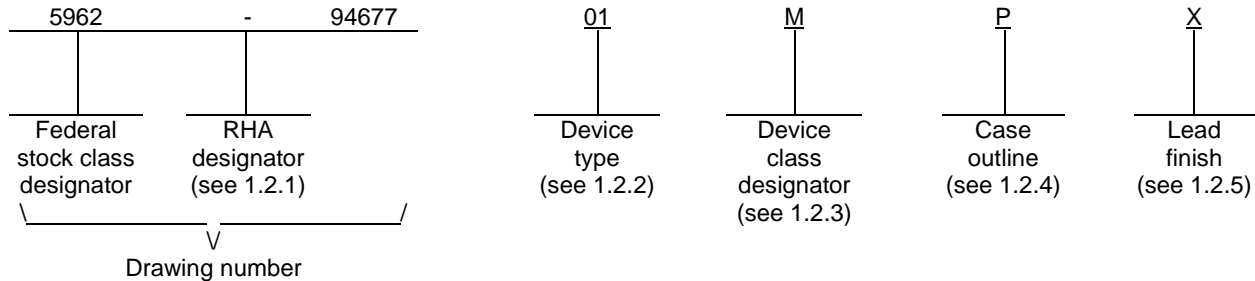 5962 - 94677 01 M P X
Federal stock class designator
RHA designator (see 1.2.1)
Device type (see 1.2.2)
Device class designator (see 1.2.3)
Case outline (see 1.2.4)
Lead finish (see 1.2.5)
\ /
\/
Drawing number